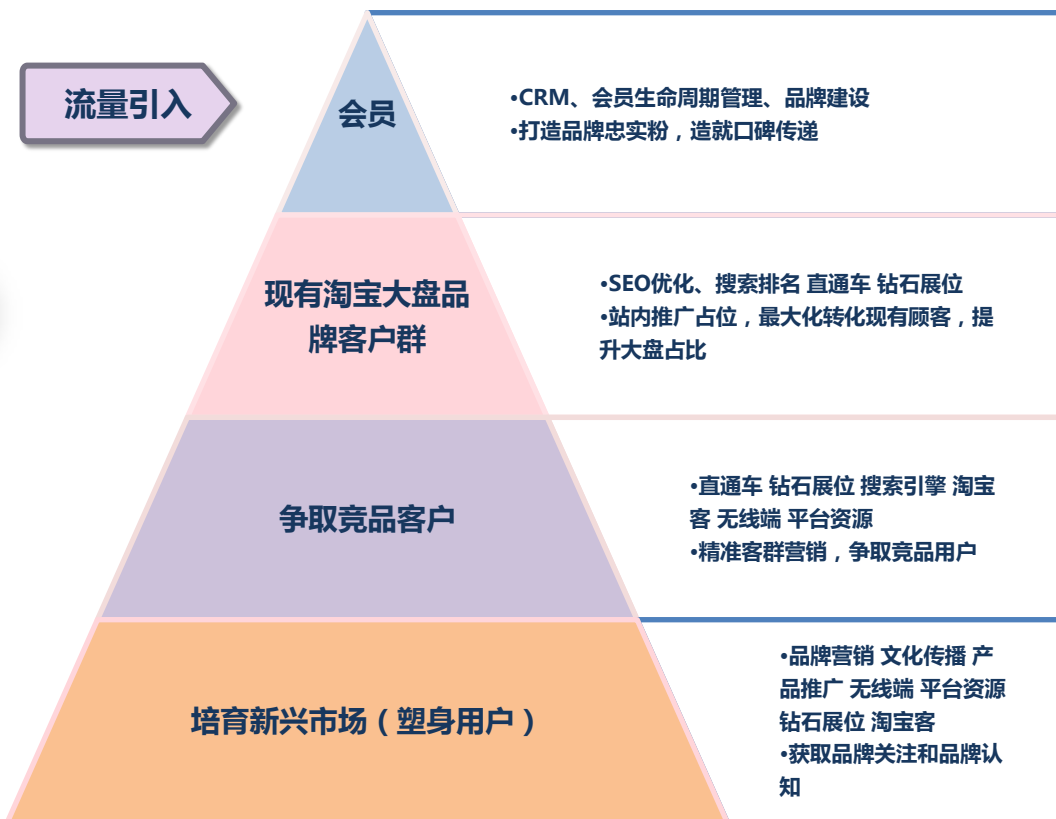 流量引入
会员
•CRM、会员生命周期管理、品牌建设
•打造品牌忠实粉，造就口碑传递
现有淘宝大盘品
牌客户群
•SEO优化、搜索排名 直通车 钻石展位
•站内推广占位，最大化转化现有顾客，提
升大盘占比
争取竞品客户
•直通车 钻石展位 搜索引擎 淘宝
客 无线端 平台资源
•精准客群营销，争取竞品用户
培育新兴市场（塑身用户）
•品牌营销 文化传播 产
品推广 无线端 平台资源
钻石展位 淘宝客
•获取品牌关注和品牌认
知